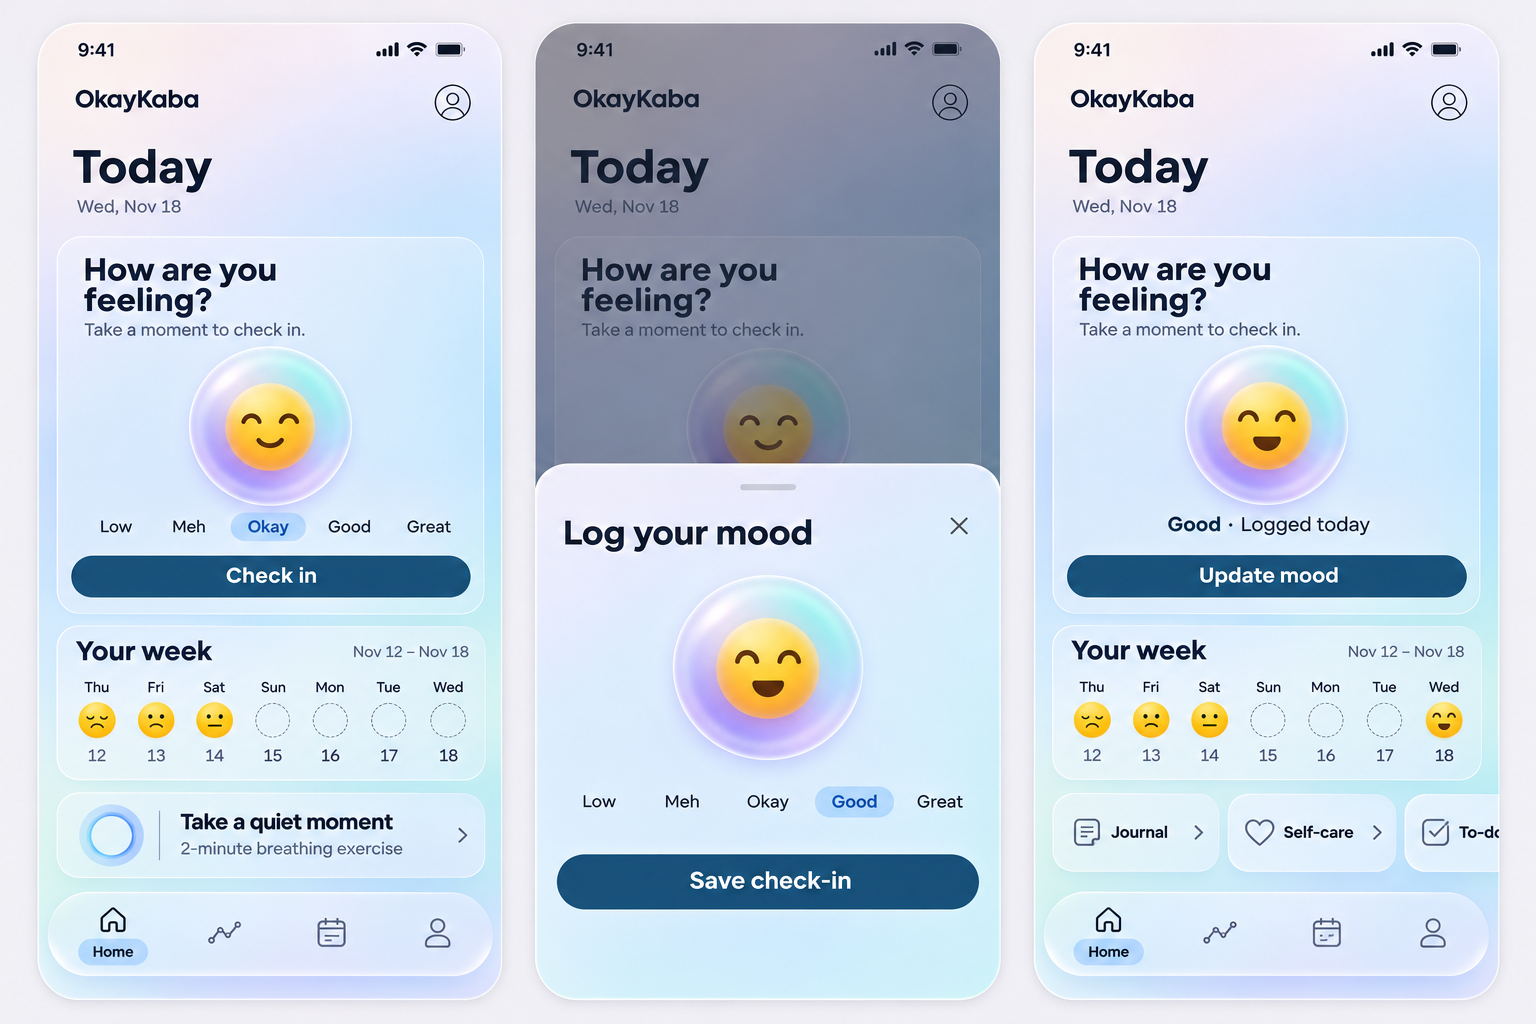 9:41
OkayKaba
Today
Wed, Nov 18
How are you
feeling?
Take a moment to check in.
Low Meh Okay Good Great
Check in
Your week Nov 12 – Nov 18
Thu Fri Sat Sun Mon Tue Wed
12 13 14 15 16 17 18
Take a quiet moment
2-minute breathing exercise
Home
9:41
OkayKaba
Today
Wed, Nov 18
How are you
feeling?
Take a moment to check in.
Log your mood
Low Meh Okay Good Great
Save check-in
9:41
OkayKaba
Today
Wed, Nov 18
How are you
feeling?
Take a moment to check in.
Good · Logged today
Update mood
Your week Nov 12 – Nov 18
Thu Fri Sat Sun Mon Tue Wed
12 13 14 15 16 17 18
Journal Self-care To-do
Home